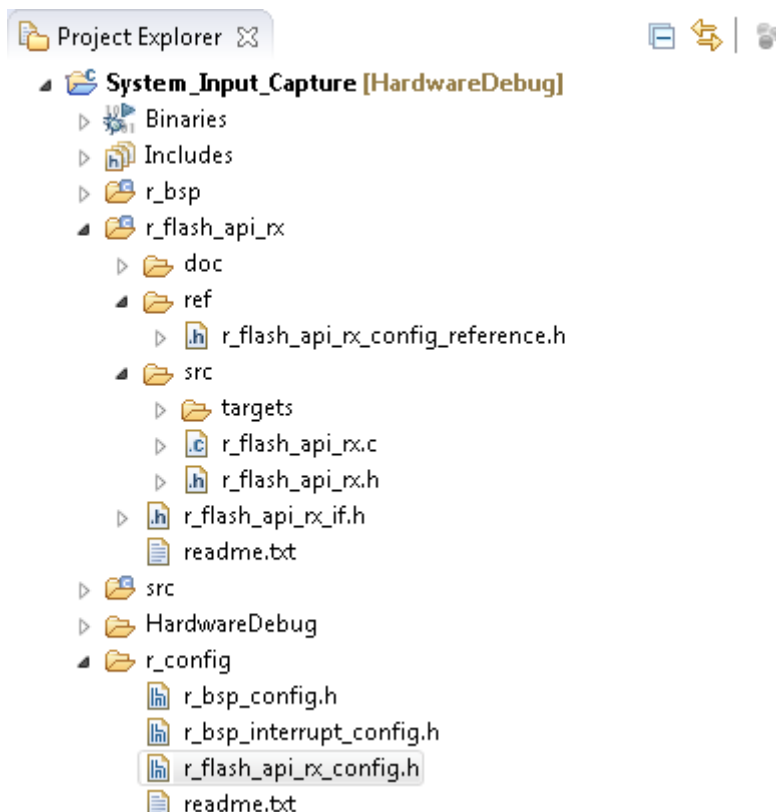 Project Explorer
System_Input_Capture [HardwareDebug]
Binaries
Includes
r_bsp
r_flash_api_rx
doc
ref
r_flash_api_rx_config_reference.h
src
targets
r_flash_api_rx.c
r_flash_api_rx.h
r_flash_api_rx_if.h
readme.txt
src
HardwareDebug
r_config
r_bsp_config.h
r_bsp_interrupt_config.h
r_flash_api_rx_config.h
readme.txt